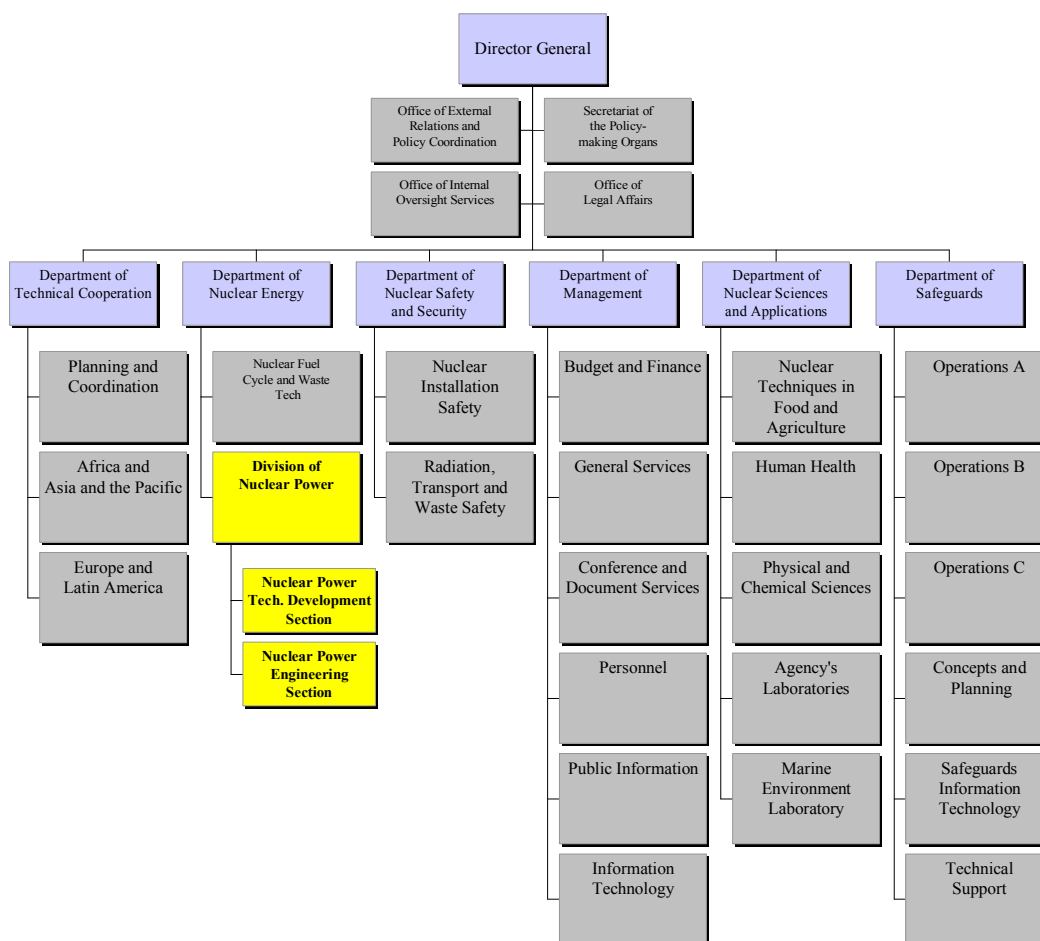 Director General
Office of External
Relations and
Policy Coordination
Secretariat of
the Policy-
making Organs
Office of Internal
Oversight Services
Office of
Legal Affairs
Department of
Technical Cooperation
Department of
Nuclear Energy
Department of
Nuclear Safety
and Security
Department of
Management
Department of
Nuclear Sciences
and Applications
Department of
Safeguards
Planning and
Coordination
Africa and
Asia and the Pacific
Europe and
Latin America
Nuclear Fuel
Cycle and Waste
Tech
Division of
Nuclear Power
Nuclear Power
Tech. Development
Section
Nuclear Power
Engineering
Section
Nuclear
Installation
Safety
Radiation,
Transport and
Waste Safety
Budget and Finance
General Services
Conference and
Document Services
Personnel
Public Information
Information
Technology
Nuclear
Techniques in
Food and
Agriculture
Human Health
Physical and
Chemical Sciences
Agency's
Laboratories
Marine
Environment
Laboratory
Operations A
Operations B
Operations C
Concepts and
Planning
Safeguards
Information
Technology
Technical
Support